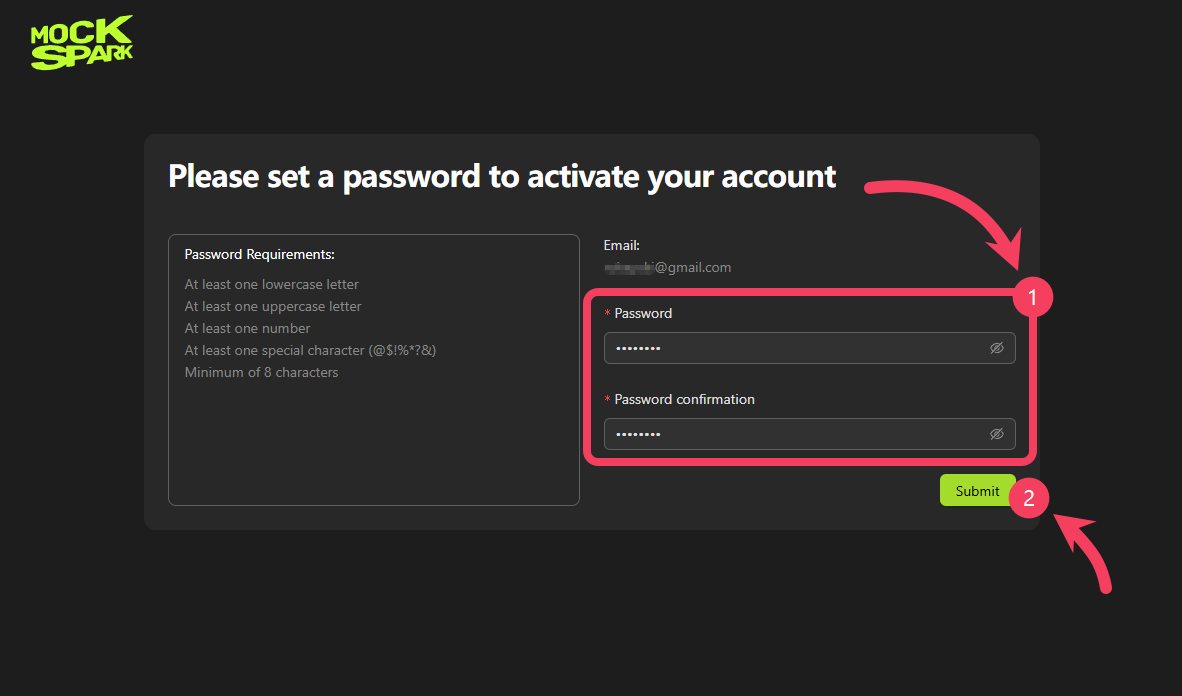 MOCK
SPARK
Please set a password to activate your account
Password Requirements:
At least one lowercase letter
At least one uppercase letter
At least one number
At least one special character (@$!%*?&)
Minimum of 8 characters
Email:
@gmail.com
1
* Password
••••••••
* Password confirmation
••••••••
Submit
2